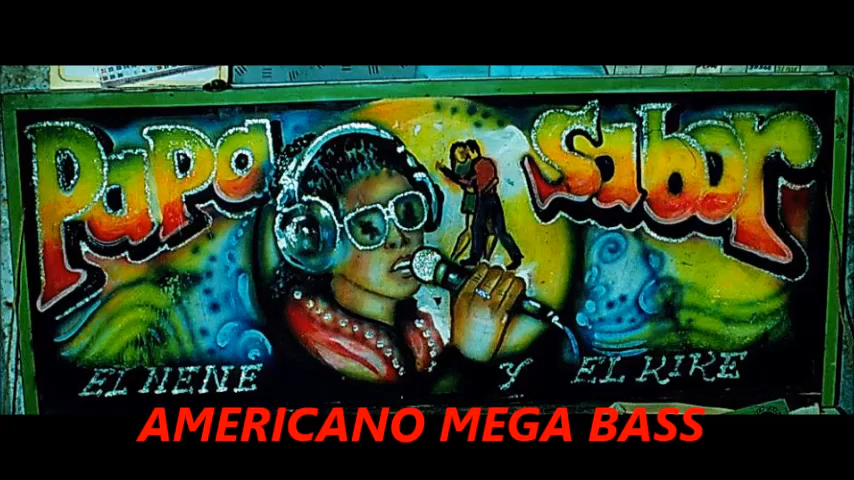 Papa Sabor
EL NENE Y EL KIKE
AMERICANO MEGA BASS